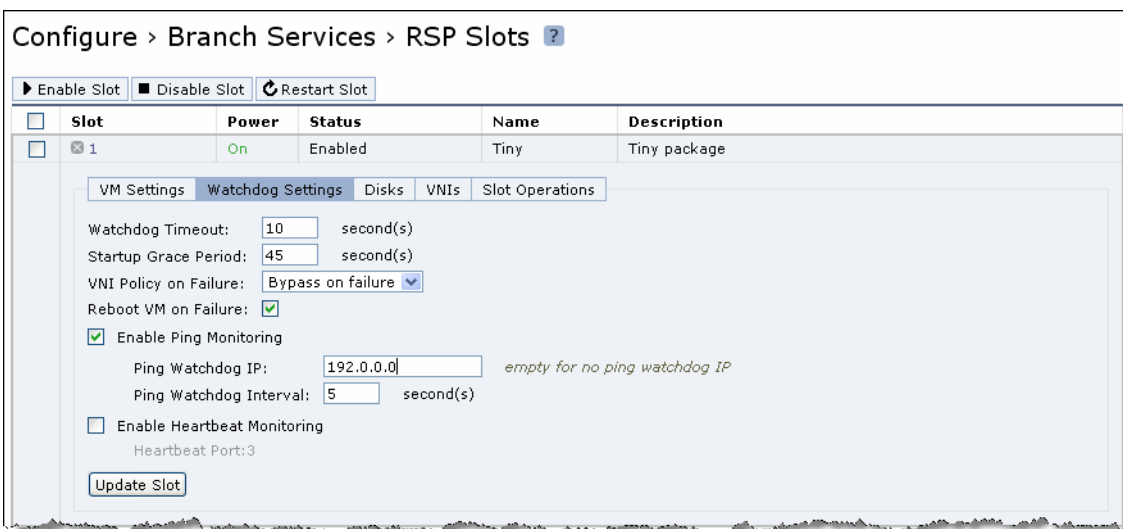 Configure › Branch Services › RSP Slots ?
Enable Slot Disable Slot Restart Slot
Slot Power Status Name Description
1 On Enabled Tiny Tiny package
VM Settings Watchdog Settings Disks VNIs Slot Operations
Watchdog Timeout: 10 second(s)
Startup Grace Period: 45 second(s)
VNI Policy on Failure: Bypass on failure
Reboot VM on Failure:
Enable Ping Monitoring
Ping Watchdog IP: 192.0.0.0 empty for no ping watchdog IP
Ping Watchdog Interval: 5 second(s)
Enable Heartbeat Monitoring
Heartbeat Port:3
Update Slot